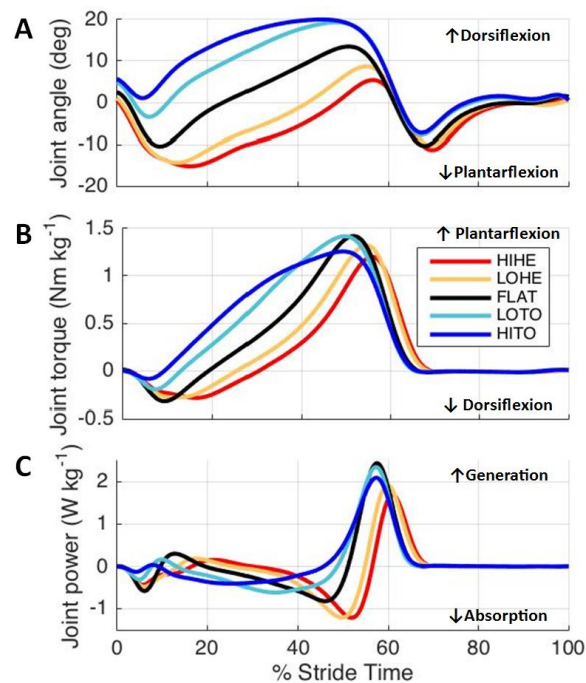 A
Joint angle (deg)
20
10
0
-10
-20
↑Dorsiflexion
↓Plantarflexion
B
Joint torque (Nm kg-1)
1.5
1
0.5
0
-0.5
↑ Plantarflexion
HIHE
LOHE
FLAT
LOTO
HITO
↓ Dorsiflexion
C
Joint power (W kg-1)
2
1
0
-1
↑Generation
↓Absorption
0 20 40 60 80 100
% Stride Time